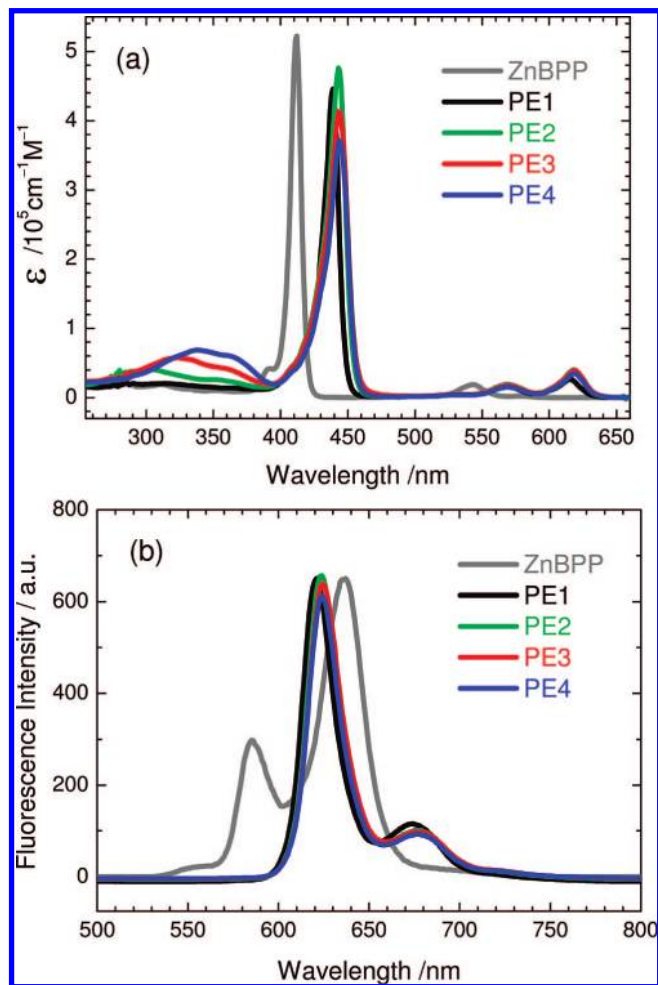 (a)
ZnBPP
PE1
PE2
PE3
PE4
5
4
3
2
1
0
ε /10⁵cm⁻¹M⁻¹
300 350 400 450 500 550 600 650
Wavelength /nm
(b)
ZnBPP
PE1
PE2
PE3
PE4
800
600
400
200
0
Fluorescence Intensity / a.u.
500 550 600 650 700 750 800
Wavelength /nm